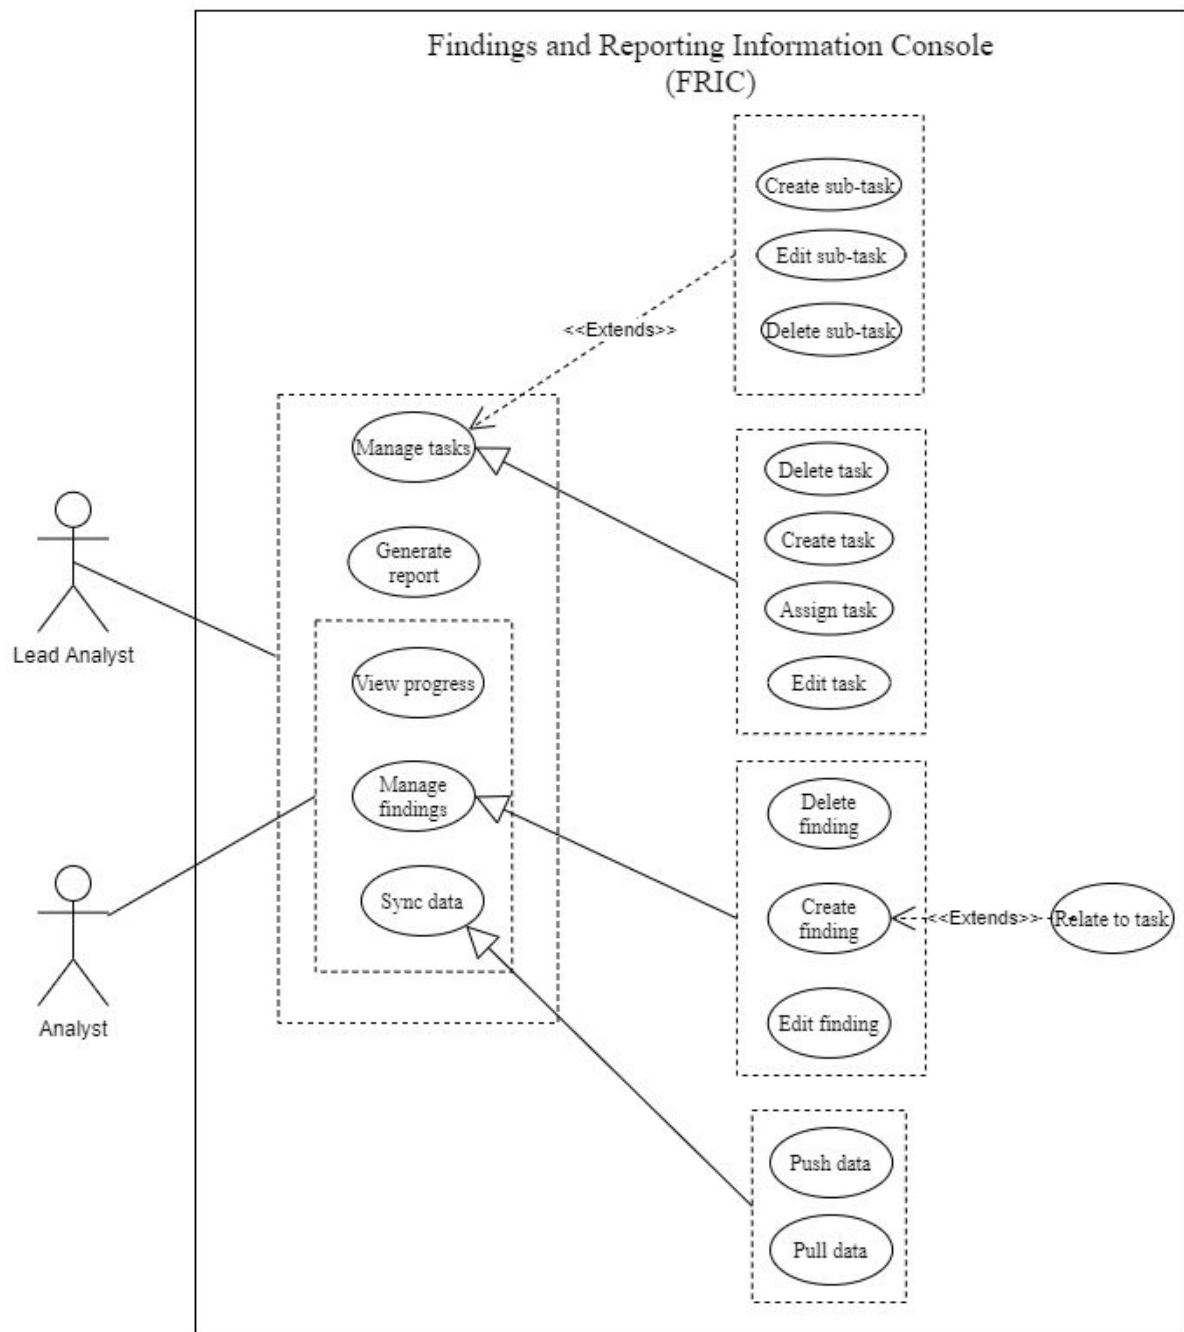 Findings and Reporting Information Console
(FRIC)
Create sub-task
Edit sub-task
Delete sub-task
<<Extends>>
Manage tasks
Delete task
Create task
Assign task
Edit task
Generate
report
Lead Analyst
View progress
Manage
findings
Sync data
Delete
finding
Create
finding
<<Extends>>
Relate to task
Edit finding
Analyst
Push data
Pull data